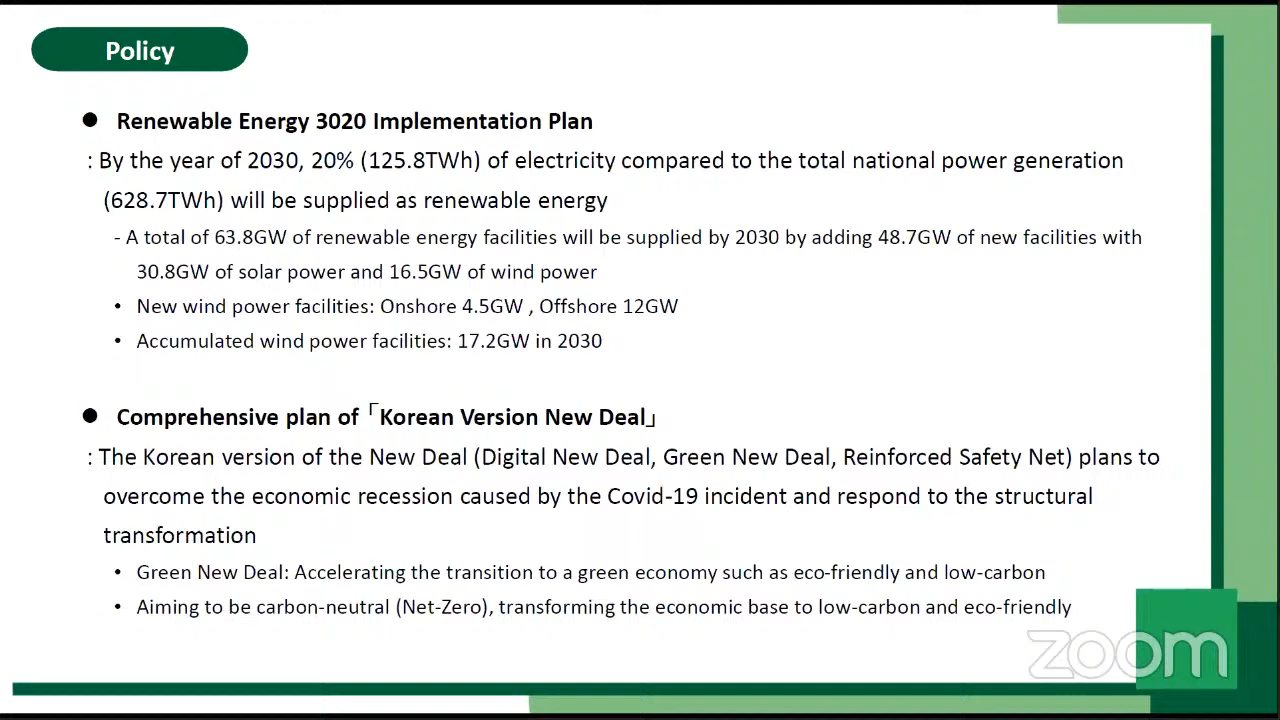 Policy
● Renewable Energy 3020 Implementation Plan
: By the year of 2030, 20% (125.8TWh) of electricity compared to the total national power generation
(628.7TWh) will be supplied as renewable energy
- A total of 63.8GW of renewable energy facilities will be supplied by 2030 by adding 48.7GW of new facilities with
30.8GW of solar power and 16.5GW of wind power
• New wind power facilities: Onshore 4.5GW , Offshore 12GW
• Accumulated wind power facilities: 17.2GW in 2030
● Comprehensive plan of「Korean Version New Deal」
: The Korean version of the New Deal (Digital New Deal, Green New Deal, Reinforced Safety Net) plans to
overcome the economic recession caused by the Covid-19 incident and respond to the structural
transformation
• Green New Deal: Accelerating the transition to a green economy such as eco-friendly and low-carbon
• Aiming to be carbon-neutral (Net-Zero), transforming the economic base to low-carbon and eco-friendly
zoom